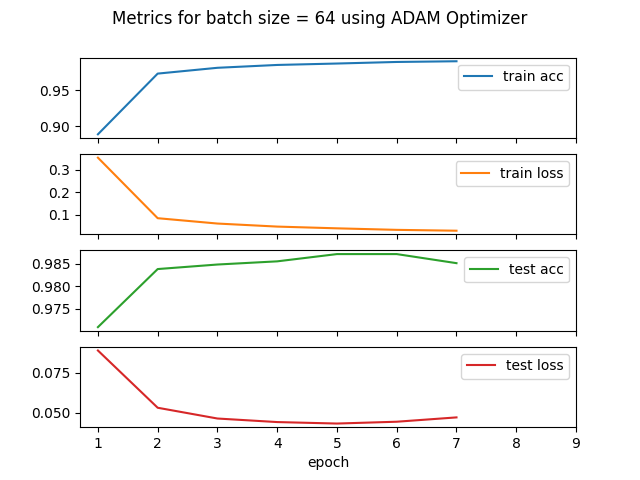 Metrics for batch size = 64 using ADAM Optimizer
0.95
0.90
train acc
0.3
0.2
0.1
train loss
0.985
0.980
0.975
test acc
0.075
0.050
test loss
1 2 3 4 5 6 7 8 9
epoch